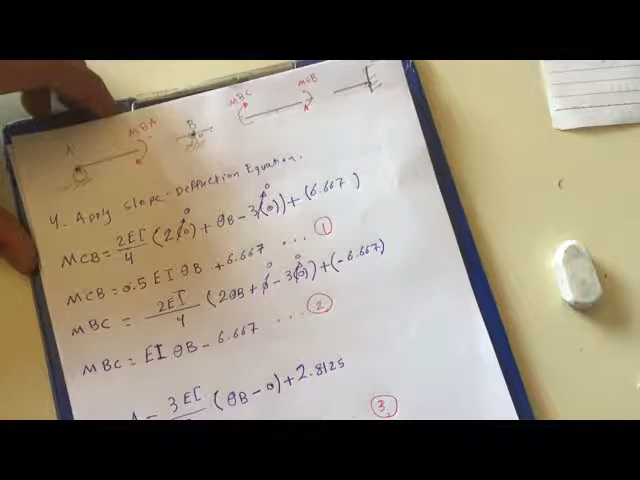 A MBA B MBC MCB
4. Apply Slope-Deflection Equation.
MCB = 2EI/4 (2(0) + θB - 3(0)) + (6.667)
MCB = 0.5 EI θB + 6.667 ... ①
MBC = 2EI/4 (2θB + 0 - 3(0)) + (-6.667)
MBC = EI θB - 6.667 ... ②
= 3EI (θB - 0) + 2.8125
③